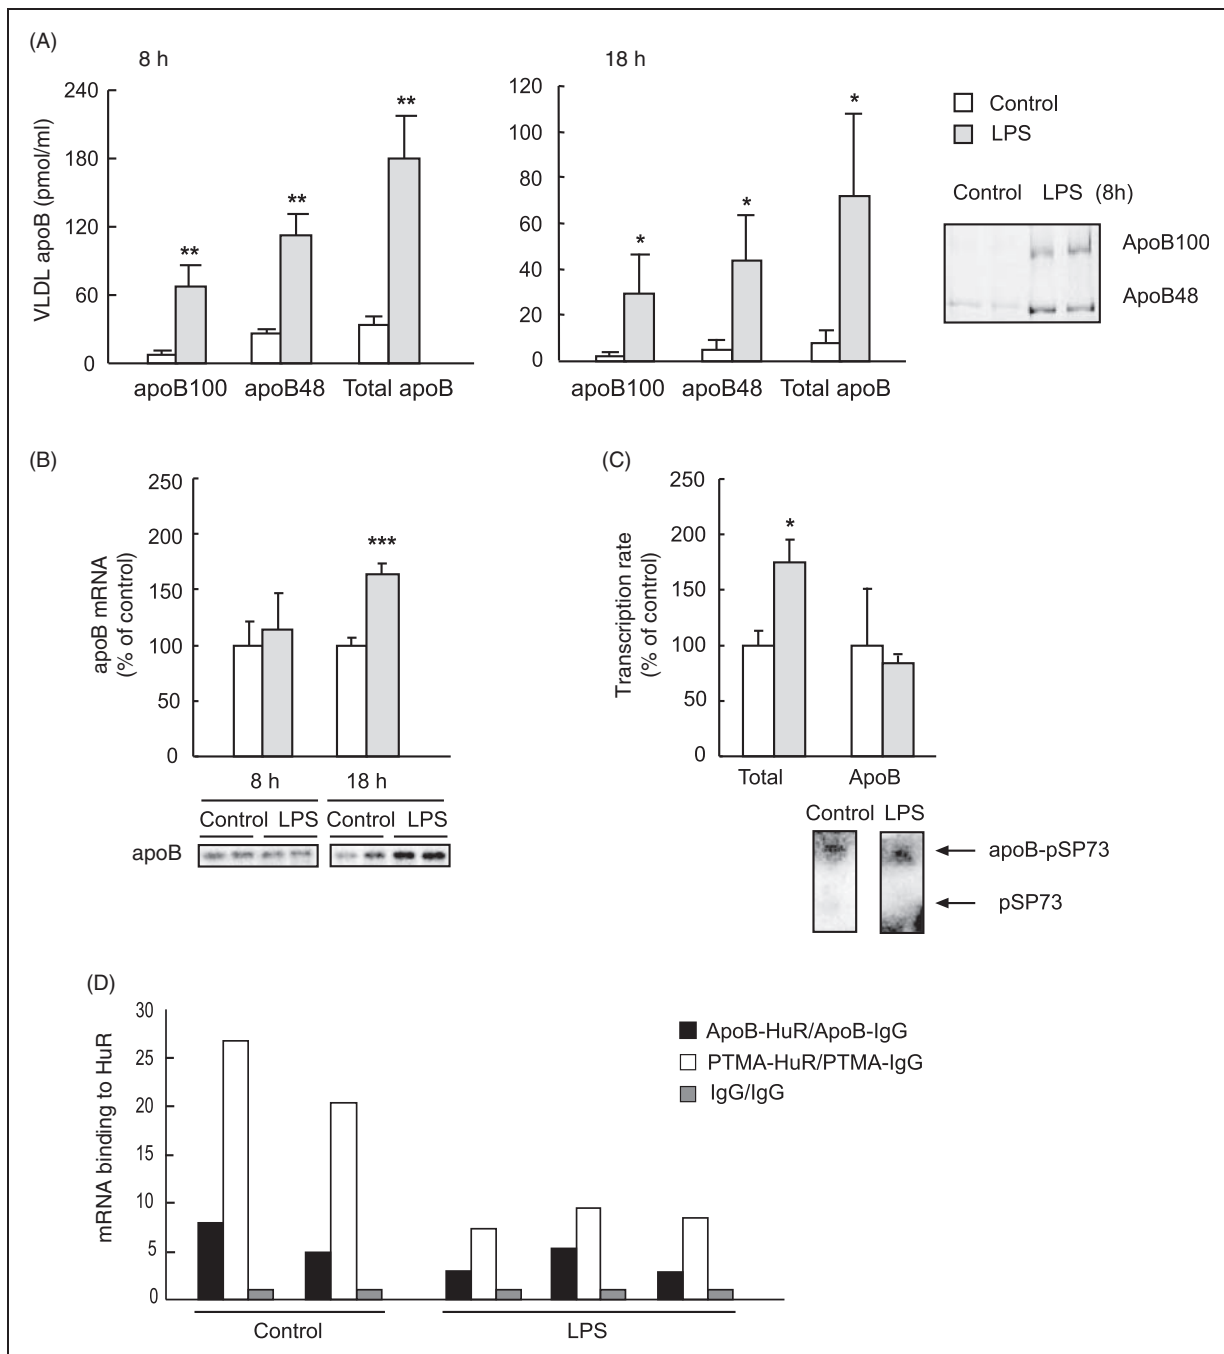 (A)
8 h
18 h
VLDL apoB (pmol/ml)
240
180
120
60
0
** ** **
apoB100 apoB48 Total apoB
120
100
80
60
40
20
0
* * *
apoB100 apoB48 Total apoB
Control
LPS
Control LPS (8h)
ApoB100
ApoB48
(B)
apoB mRNA
(% of control)
250
200
150
100
50
0
***
8 h 18 h
Control LPS Control LPS
apoB
(C)
Transcription rate
(% of control)
250
200
150
100
50
0
*
Total ApoB
Control LPS
apoB-pSP73
pSP73
(D)
mRNA binding to HuR
30
25
20
15
10
5
0
ApoB-HuR/ApoB-IgG
PTMA-HuR/PTMA-IgG
IgG/IgG
Control LPS